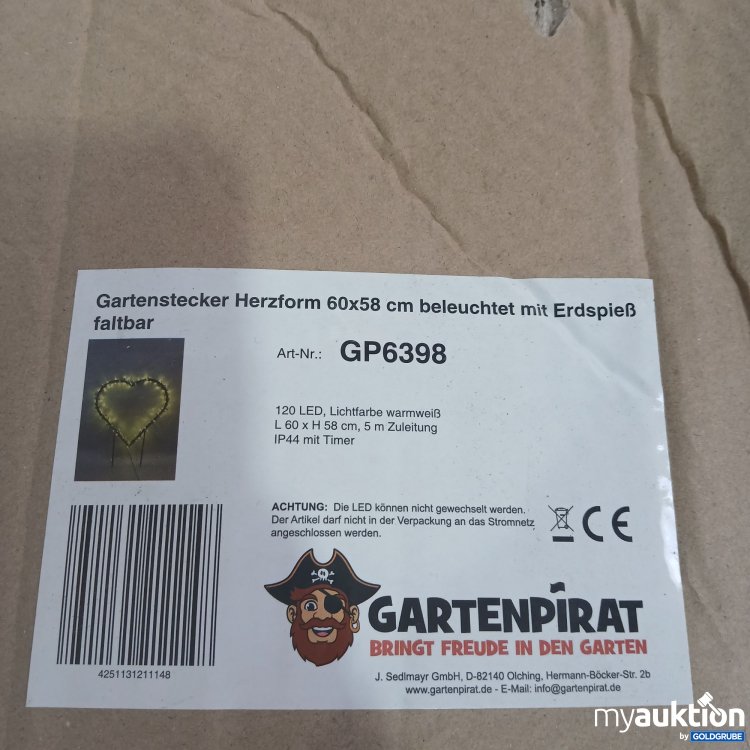 Gartenstecker Herzform 60x58 cm beleuchtet mit Erdspieß
faltbar
Art-Nr.: GP6398
120 LED, Lichtfarbe warmweiß
L 60 x H 58 cm, 5 m Zuleitung
IP44 mit Timer
ACHTUNG: Die LED können nicht gewechselt werden.
Der Artikel darf nicht in der Verpackung an das Stromnetz
angeschlossen werden.
CE
GARTENPIRAT
BRINGT FREUDE IN DEN GARTEN
4251131211148
J. Sedlmayr GmbH, D-82140 Olching, Hermann-Böcker-Str. 2b
www.gartenpirat.de - E-Mail: info@gartenpirat.de
myauktion
by GOLDGRUBE